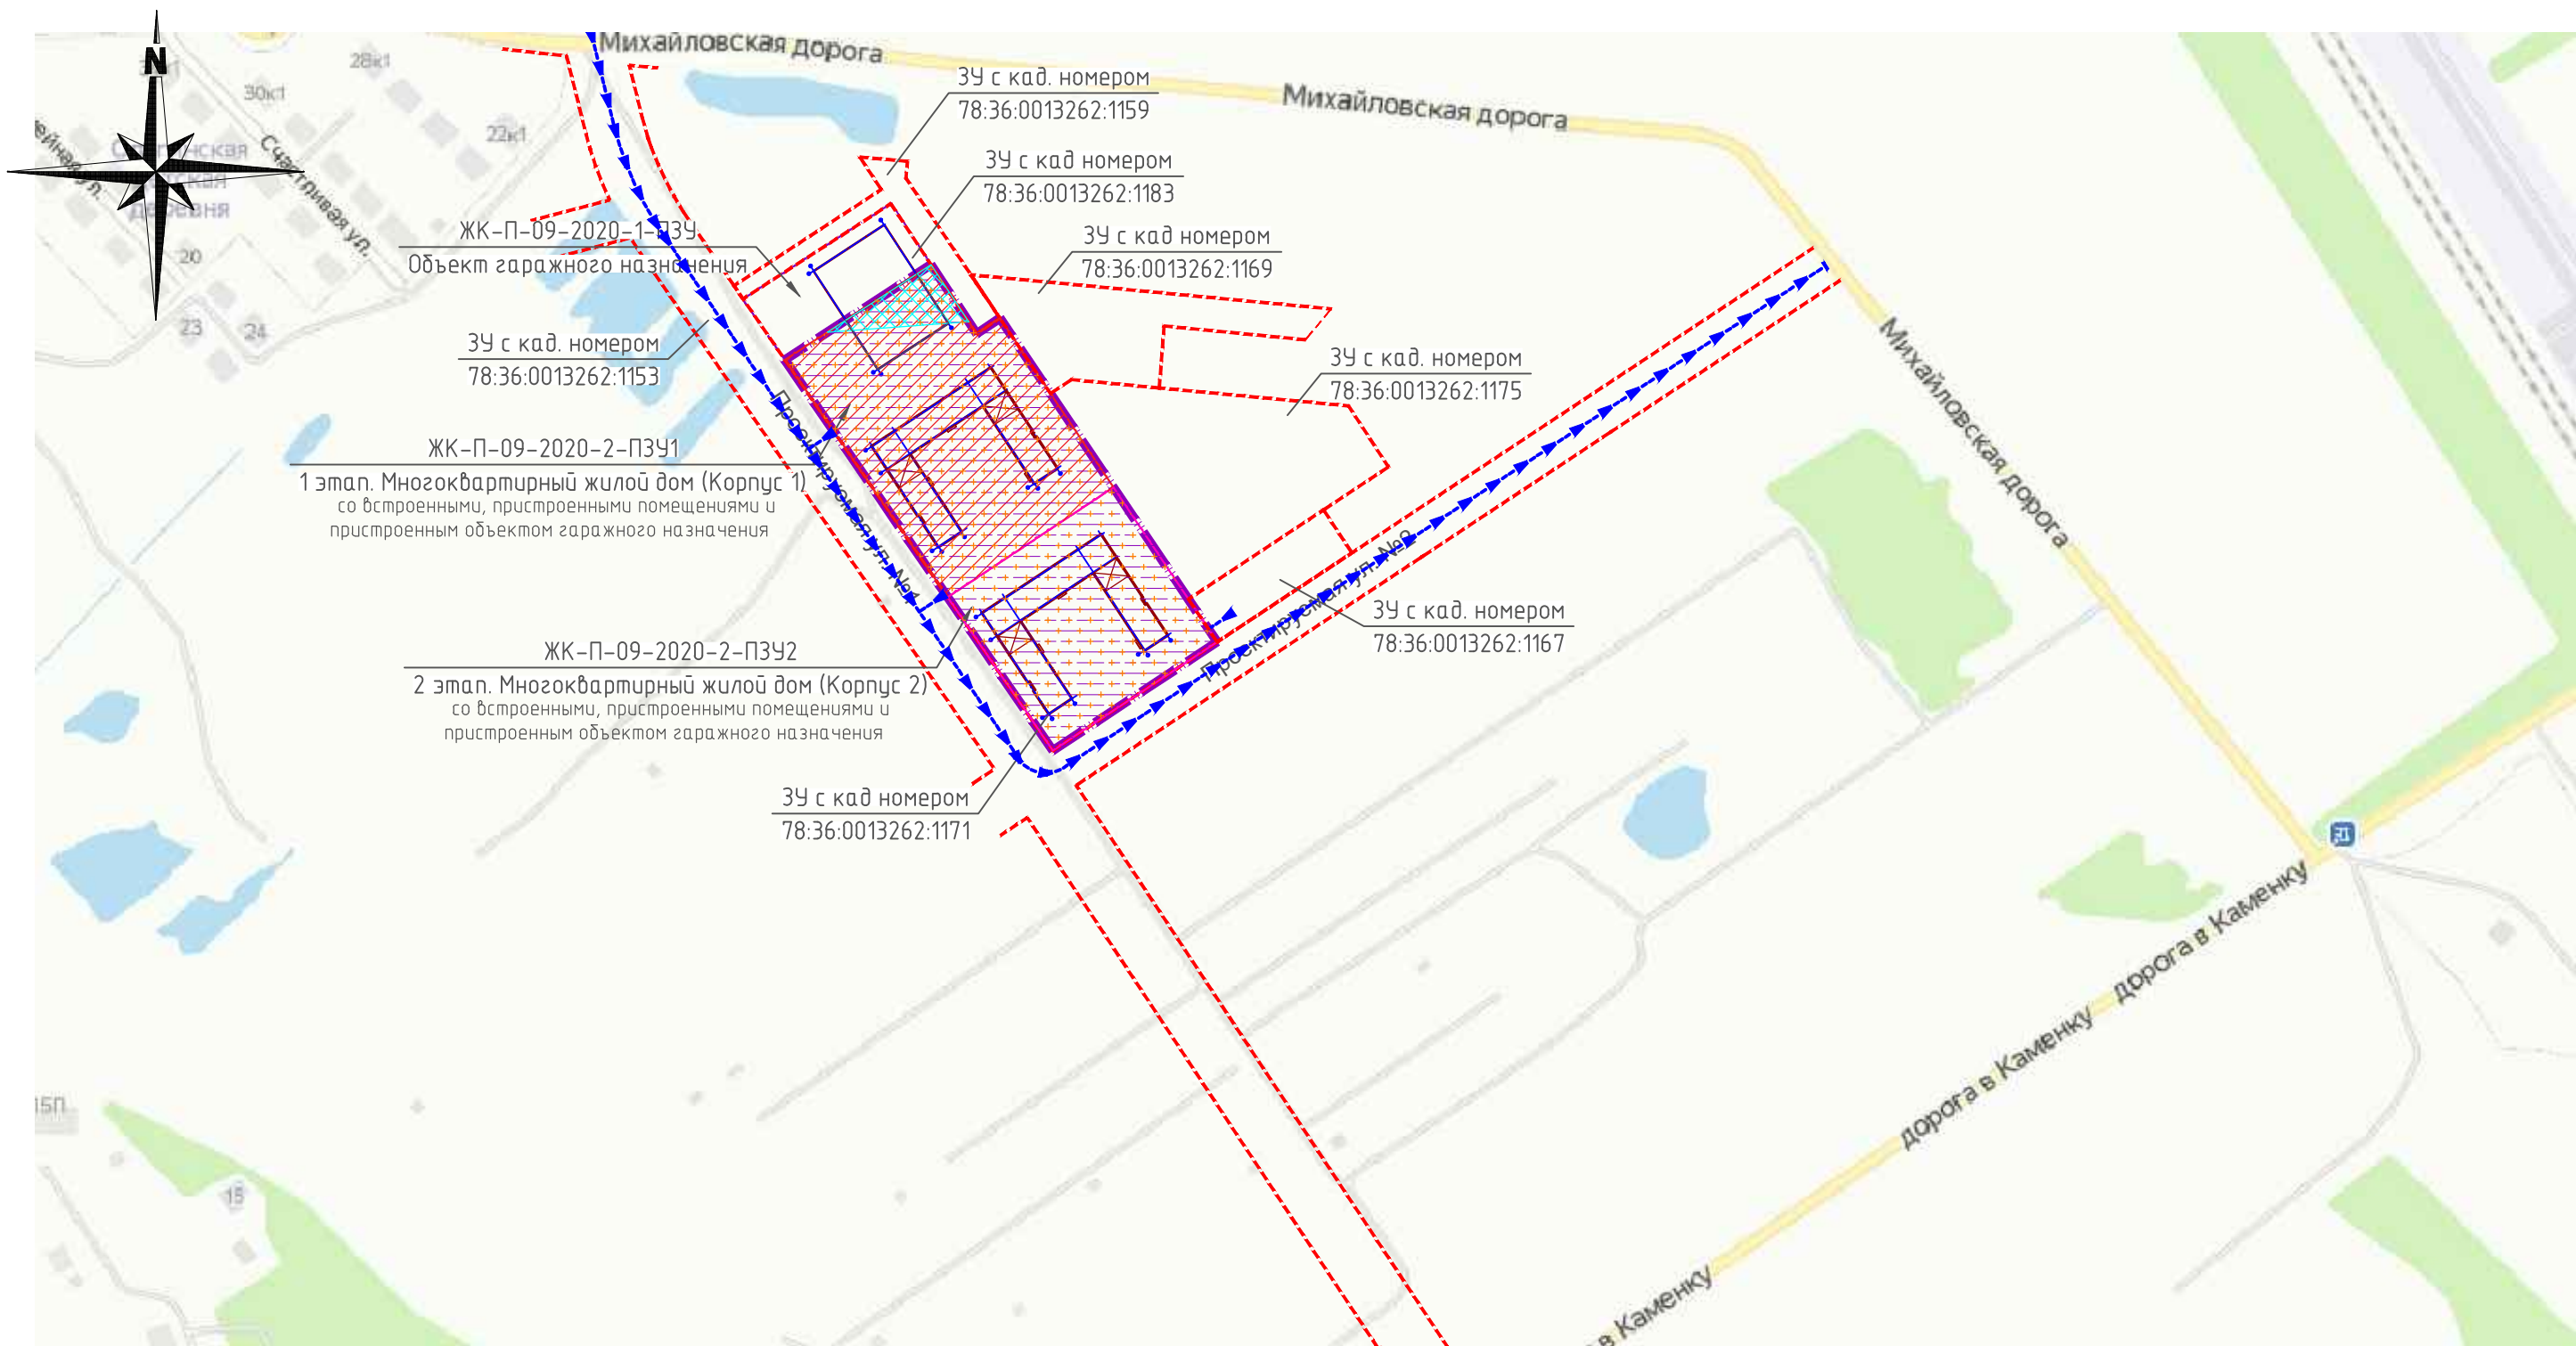 N
Михайловская дорога
Михайловская дорога
28к1
30к1
22к1
Счастливая ул.
деревня
20
23
24
ЗУ с кад. номером
78:36:0013262:1159
ЗУ с кад номером
78:36:0013262:1183
ЗУ с кад номером
78:36:0013262:1169
ЖК-П-09-2020-1-ПЗУ
Объект гаражного назначения
ЗУ с кад. номером
78:36:0013262:1153
ЗУ с кад. номером
78:36:0013262:1175
Михайловская дорога
ЖК-П-09-2020-2-ПЗУ1
1 этап. Многоквартирный жилой дом (Корпус 1)
со встроенными, пристроенными помещениями и
пристроенным объектом гаражного назначения
Проектируемая ул. №1
Проектируемая ул. №2
ЗУ с кад. номером
78:36:0013262:1167
ЖК-П-09-2020-2-ПЗУ2
2 этап. Многоквартирный жилой дом (Корпус 2)
со встроенными, пристроенными помещениями и
пристроенным объектом гаражного назначения
ЗУ с кад номером
78:36:0013262:1171
дорога в Каменку
дорога в Каменку
в Каменку
15П
15